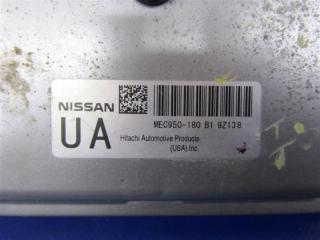 NISSAN
UA
MEC950-180 B1 9Z138
Hitachi Automotive Products
(USA) Inc.